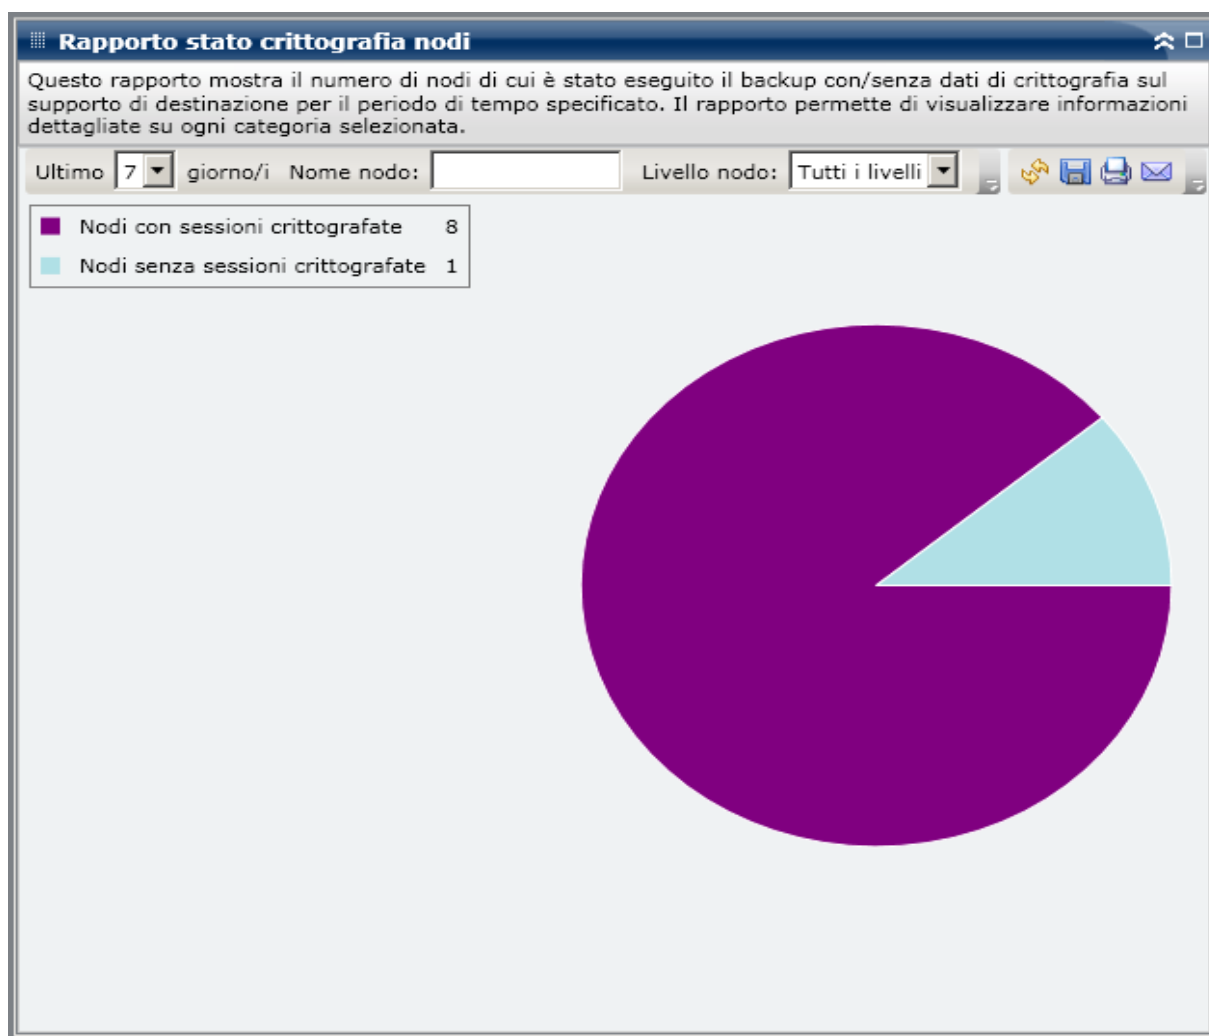 Rapporto stato crittografia nodi
Questo rapporto mostra il numero di nodi di cui è stato eseguito il backup con/senza dati di crittografia sul
supporto di destinazione per il periodo di tempo specificato. Il rapporto permette di visualizzare informazioni
dettagliate su ogni categoria selezionata.
Ultimo 7 giorno/i Nome nodo: Livello nodo: Tutti i livelli
Nodi con sessioni crittografate 8
Nodi senza sessioni crittografate 1